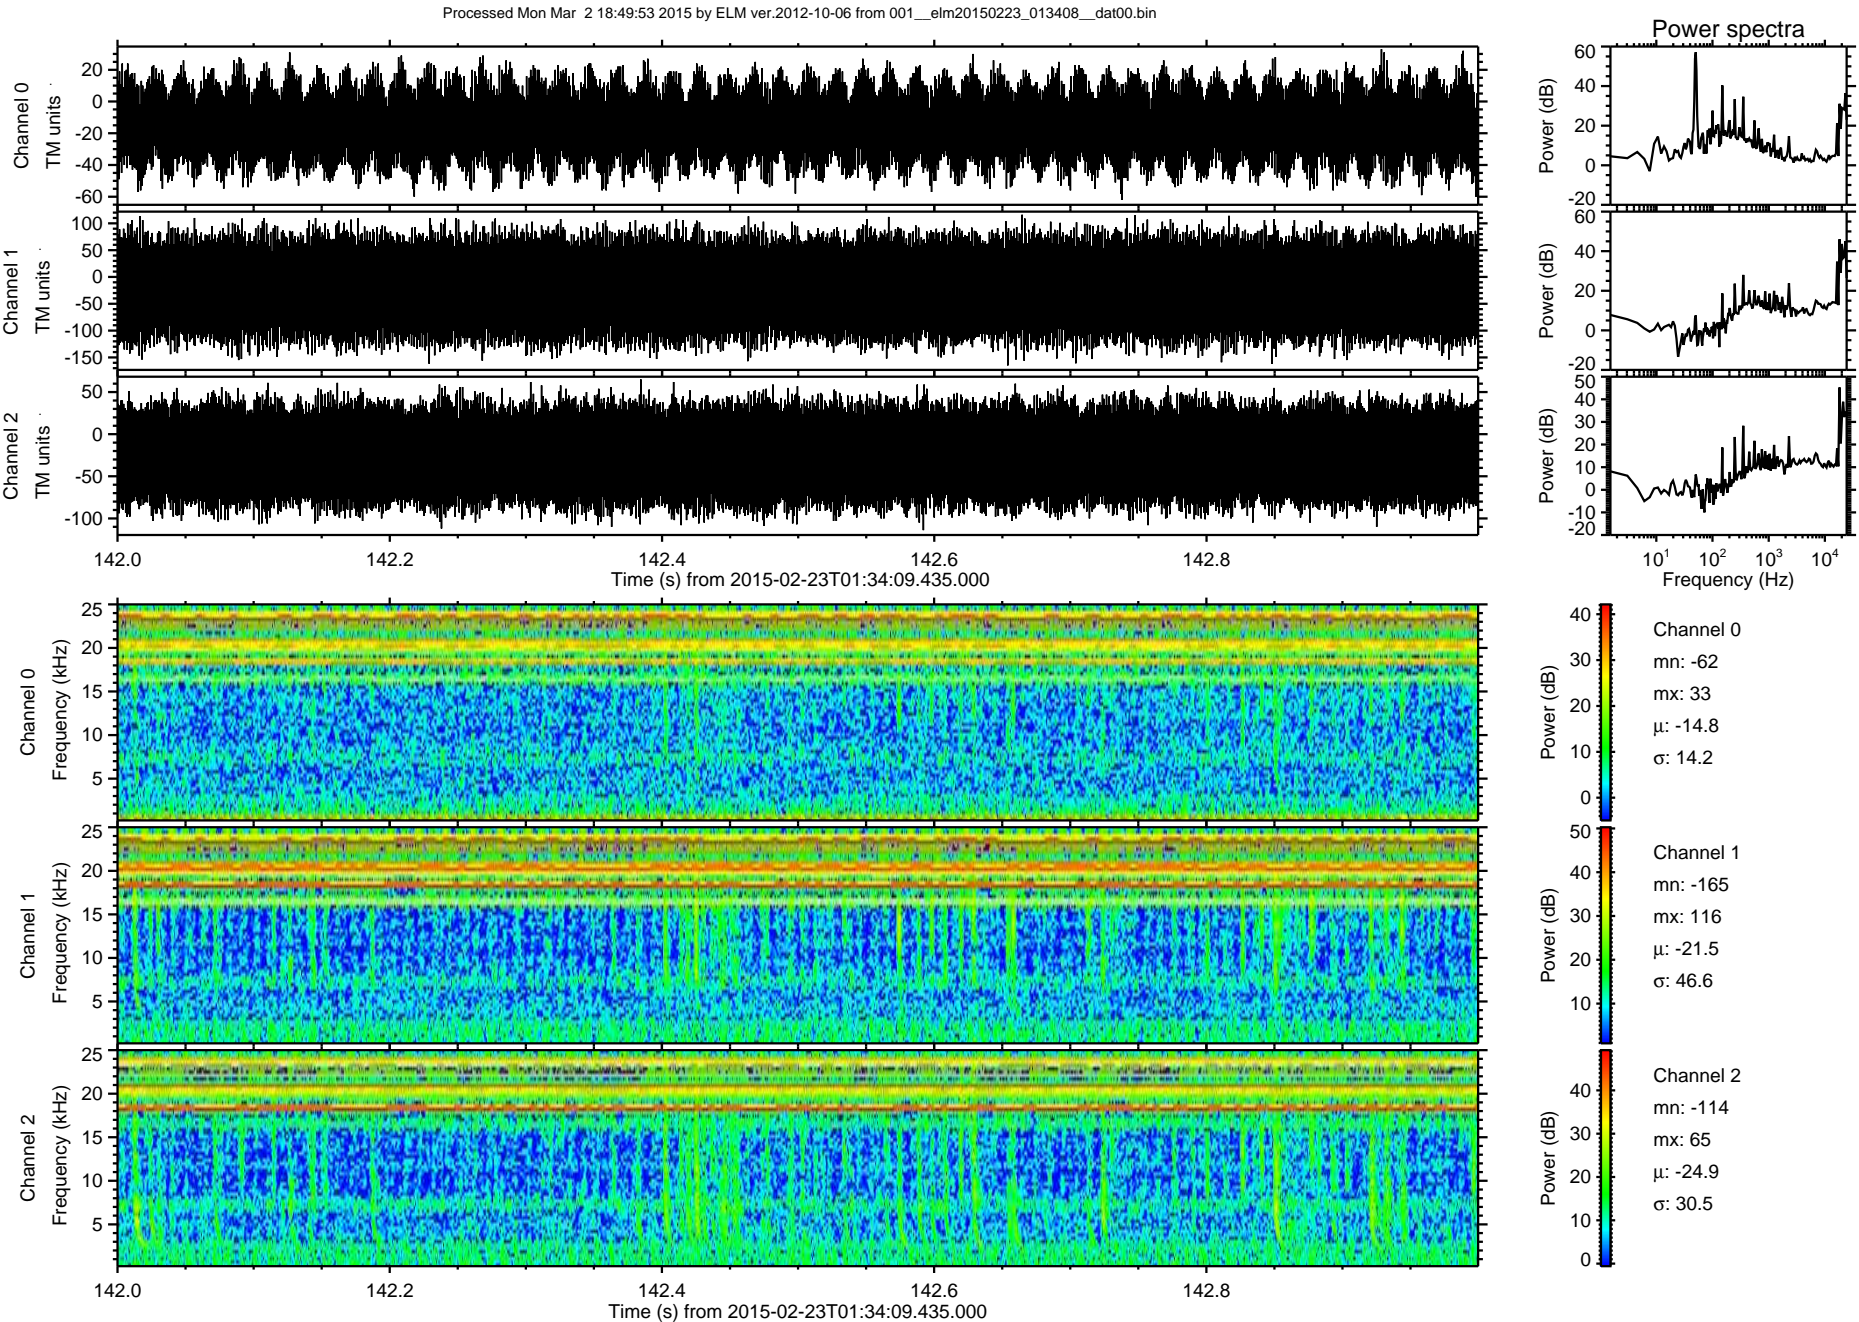 Processed Mon Mar  2 18:49:53 2015 by ELM ver.2012-10-06 from 001__elm20150223_013408__dat00.bin
Power spectra
Channel 0
TM units
20
0
-20
-40
-60
Power (dB)
60
40
20
0
-20
Channel 1
TM units
100
50
0
-50
-100
-150
Power (dB)
60
40
20
0
-20
Channel 2
TM units
50
0
-50
-100
Power (dB)
50
40
30
20
10
0
-10
-20
142.0 142.2 142.4 142.6 142.8
Time (s) from 2015-02-23T01:34:09.435.000
10¹ 10² 10³ 10⁴
Frequency (Hz)
Channel 0
Frequency (kHz)
25
20
15
10
5
Power (dB)
40
30
20
10
0
Channel 0
mn: -62
mx: 33
μ: -14.8
σ: 14.2
Channel 1
Frequency (kHz)
25
20
15
10
5
Power (dB)
50
40
30
20
10
Channel 1
mn: -165
mx: 116
μ: -21.5
σ: 46.6
Channel 2
Frequency (kHz)
25
20
15
10
5
Power (dB)
40
30
20
10
0
Channel 2
mn: -114
mx: 65
μ: -24.9
σ: 30.5
142.0 142.2 142.4 142.6 142.8
Time (s) from 2015-02-23T01:34:09.435.000